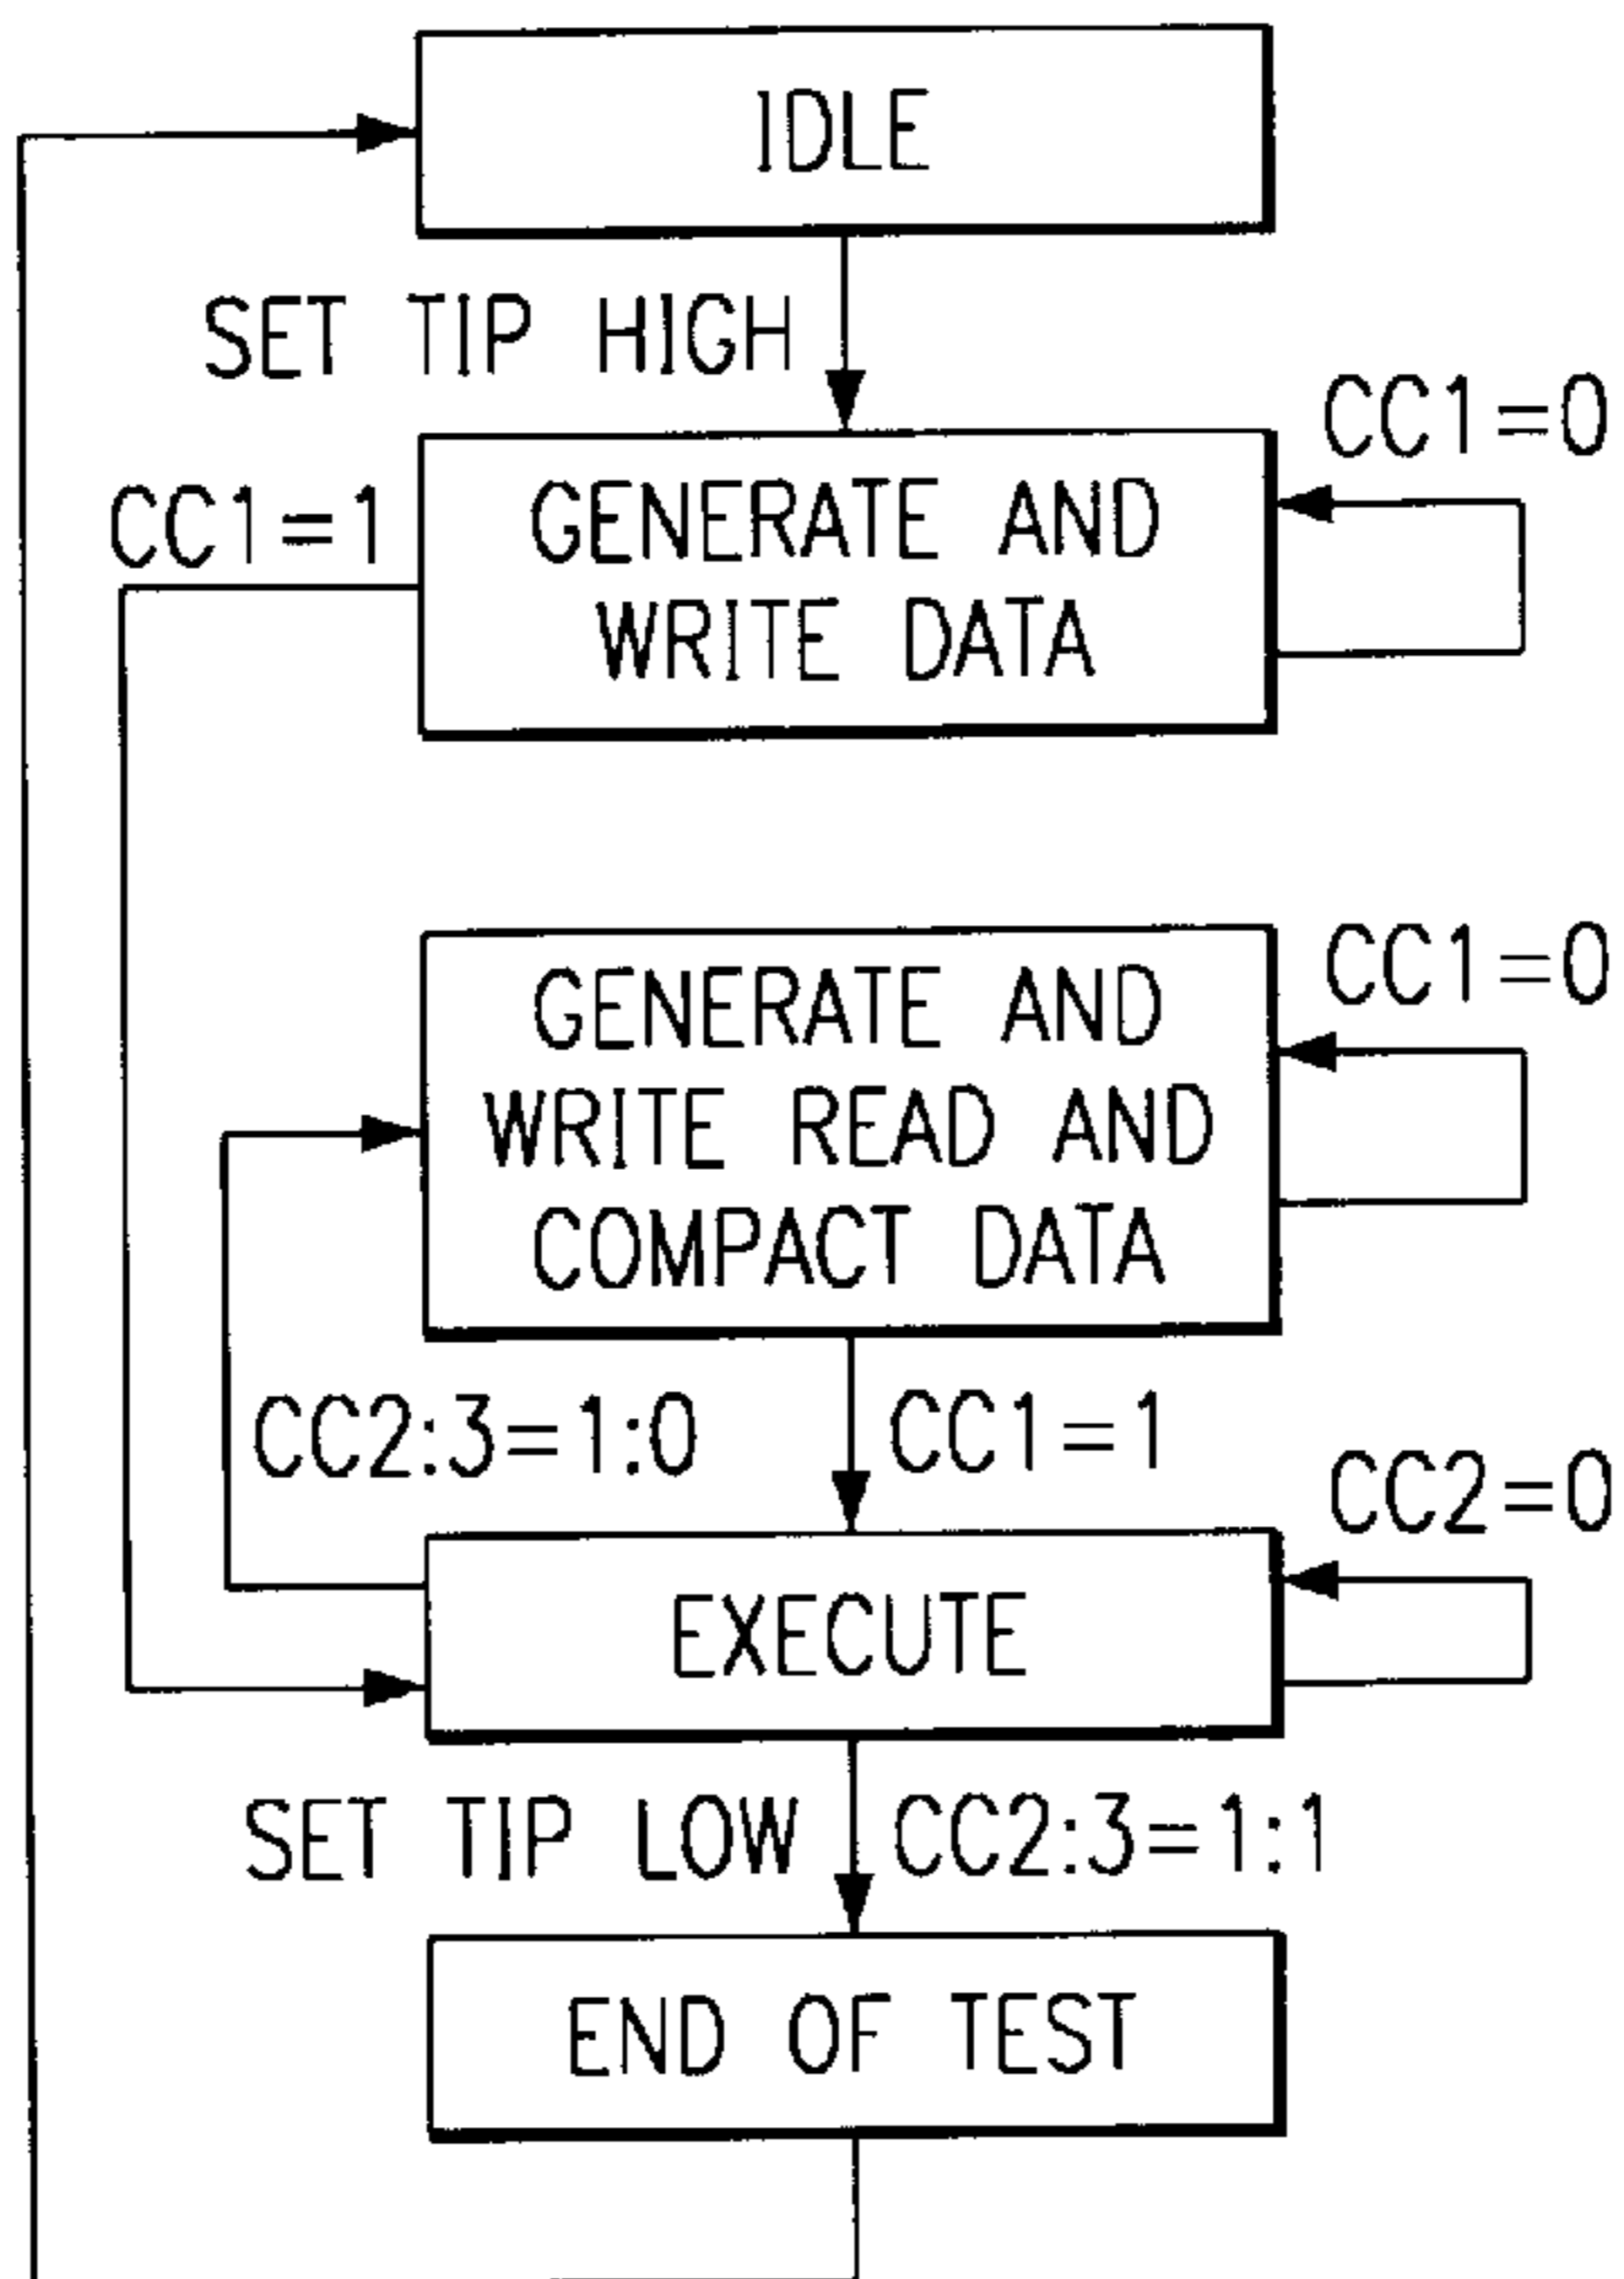 IDLE
SET TIP HIGH
CC1=0
CC1=1
GENERATE AND
WRITE DATA
GENERATE AND
WRITE READ AND
COMPACT DATA
CC1=0
CC2:3=1:0
CC1=1
CC2=0
EXECUTE
SET TIP LOW
CC2:3=1:1
END OF TEST